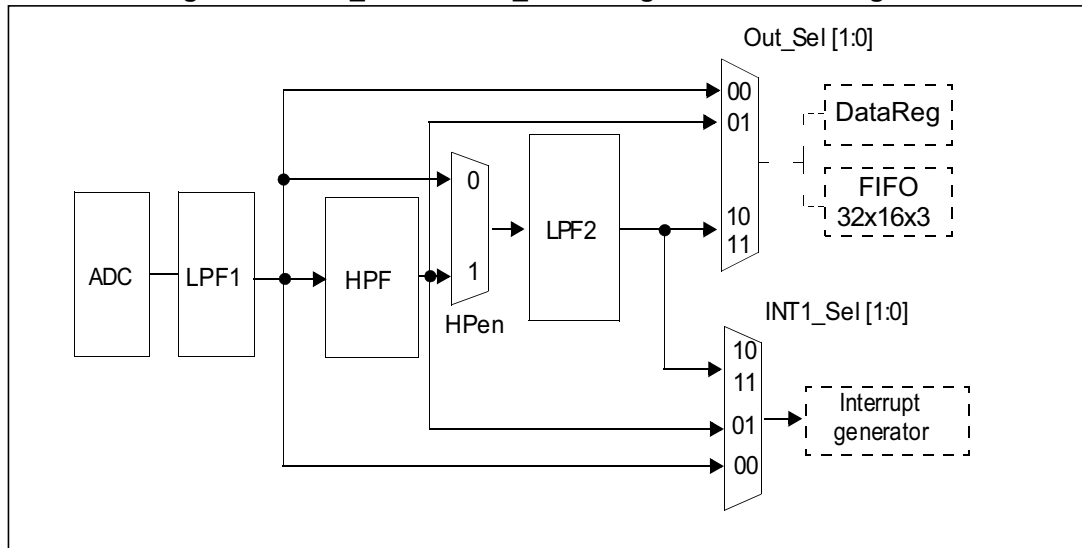 Out_Sel [1:0]
00
01
DataReg
0
FIFO
32x16x3
10
11
ADC
LPF1
HPF
1
LPF2
HPen
INT1_Sel [1:0]
10
11
01
00
Interrupt
generator